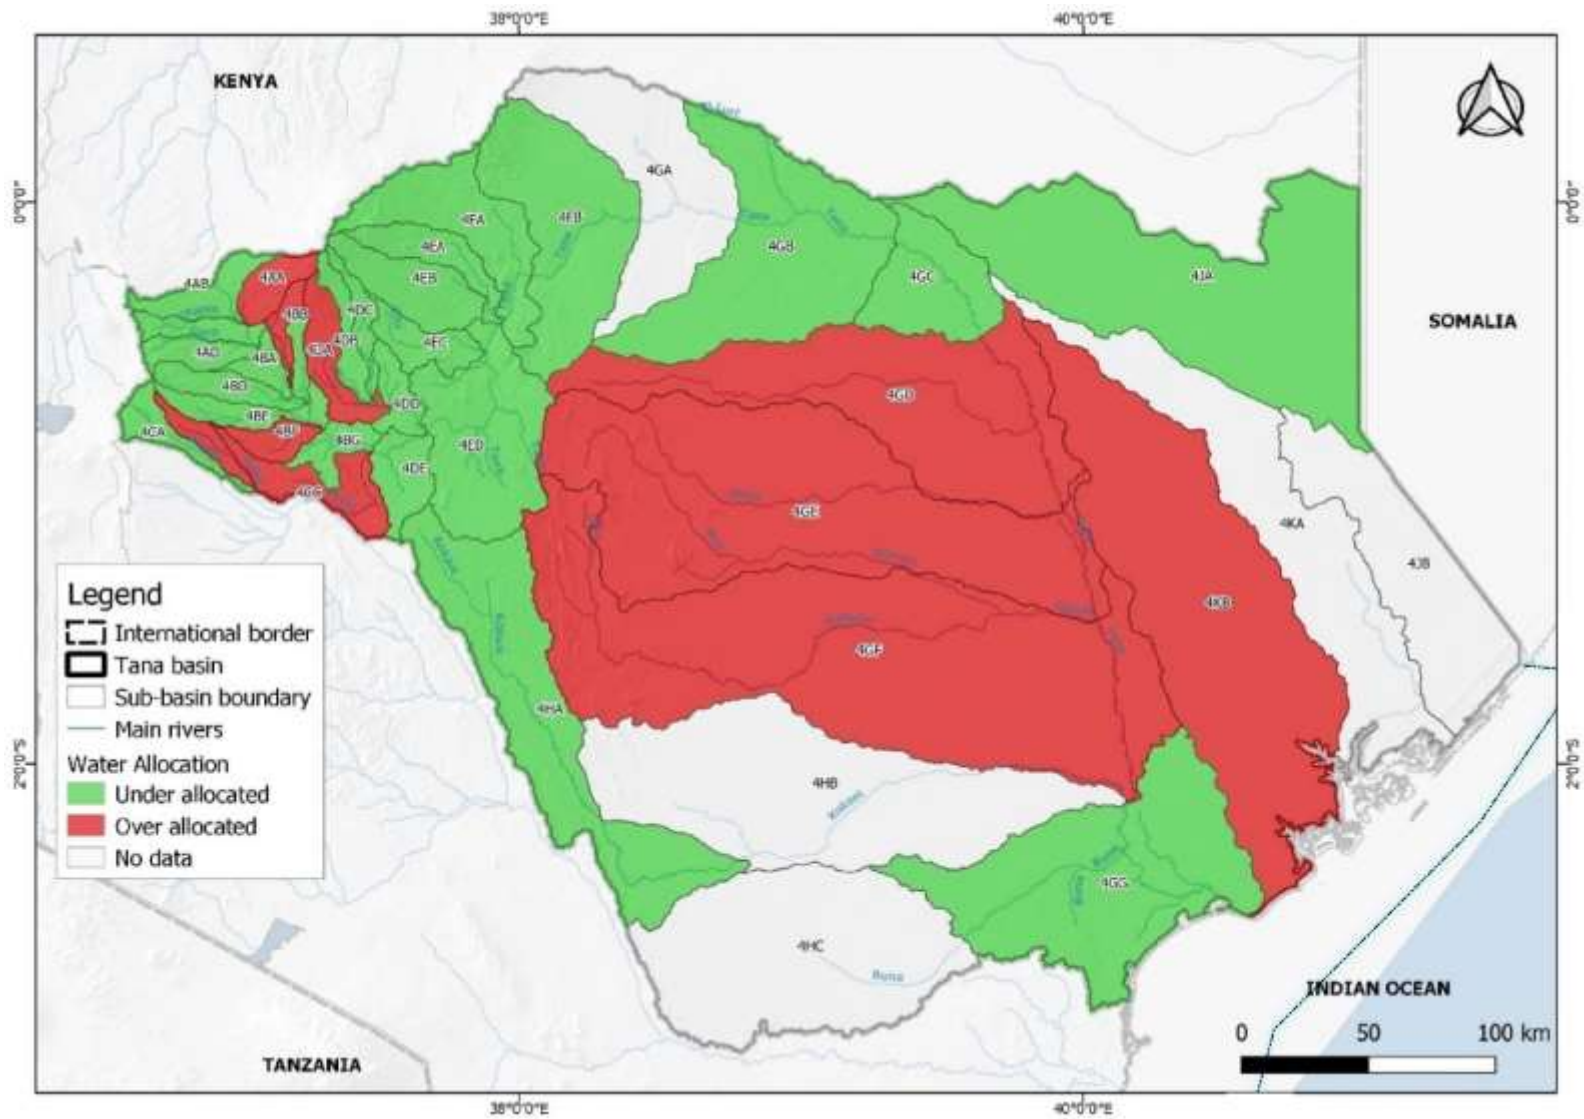 38°0'0"E
40°0'0"E
KENYA
4GA
0°0'0"
0°0'0"
4FA
4FB
4EA
4GB
4EB
4GC
4JA
4AB
4AA
4BB
4DC
SOMALIA
4DA
4DB
4EC
4AD
4BA
4BD
4GD
4BE
4DD
4CA
4BF
4BG
4ED
4DE
Tana
4GE
4KA
4JB
4KB
4GF
4HA
4HB
4GG
4HC
Legend
International border
Tana basin
Sub-basin boundary
Main rivers
Water Allocation
Under allocated
Over allocated
No data
2°0'0"S
2°0'0"S
INDIAN OCEAN
TANZANIA
0 50 100 km
38°0'0"E
40°0'0"E